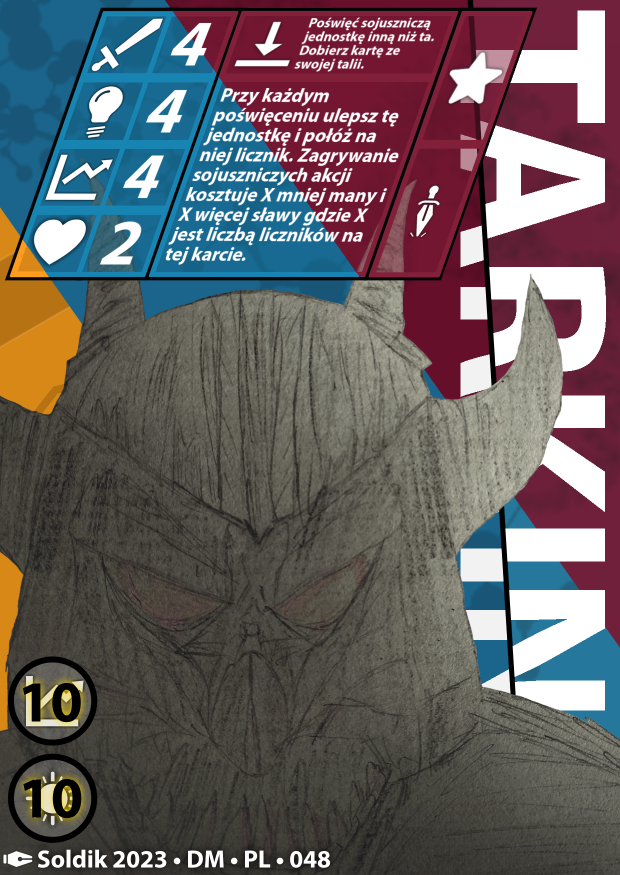 4
Poświęć sojuszniczą
jednostkę inną niż ta.
Dobierz kartę ze
swojej talii.
4
4
2
Przy każdym
poświęceniu ulepsz tę
jednostkę i połóż na
niej licznik. Zagrywanie
sojuszniczych akcji
kosztuje X mniej many i
X więcej sławy gdzie X
jest liczbą liczników na
tej karcie.
TARKIN
10
10
Soldik 2023 • DM • PL • 048